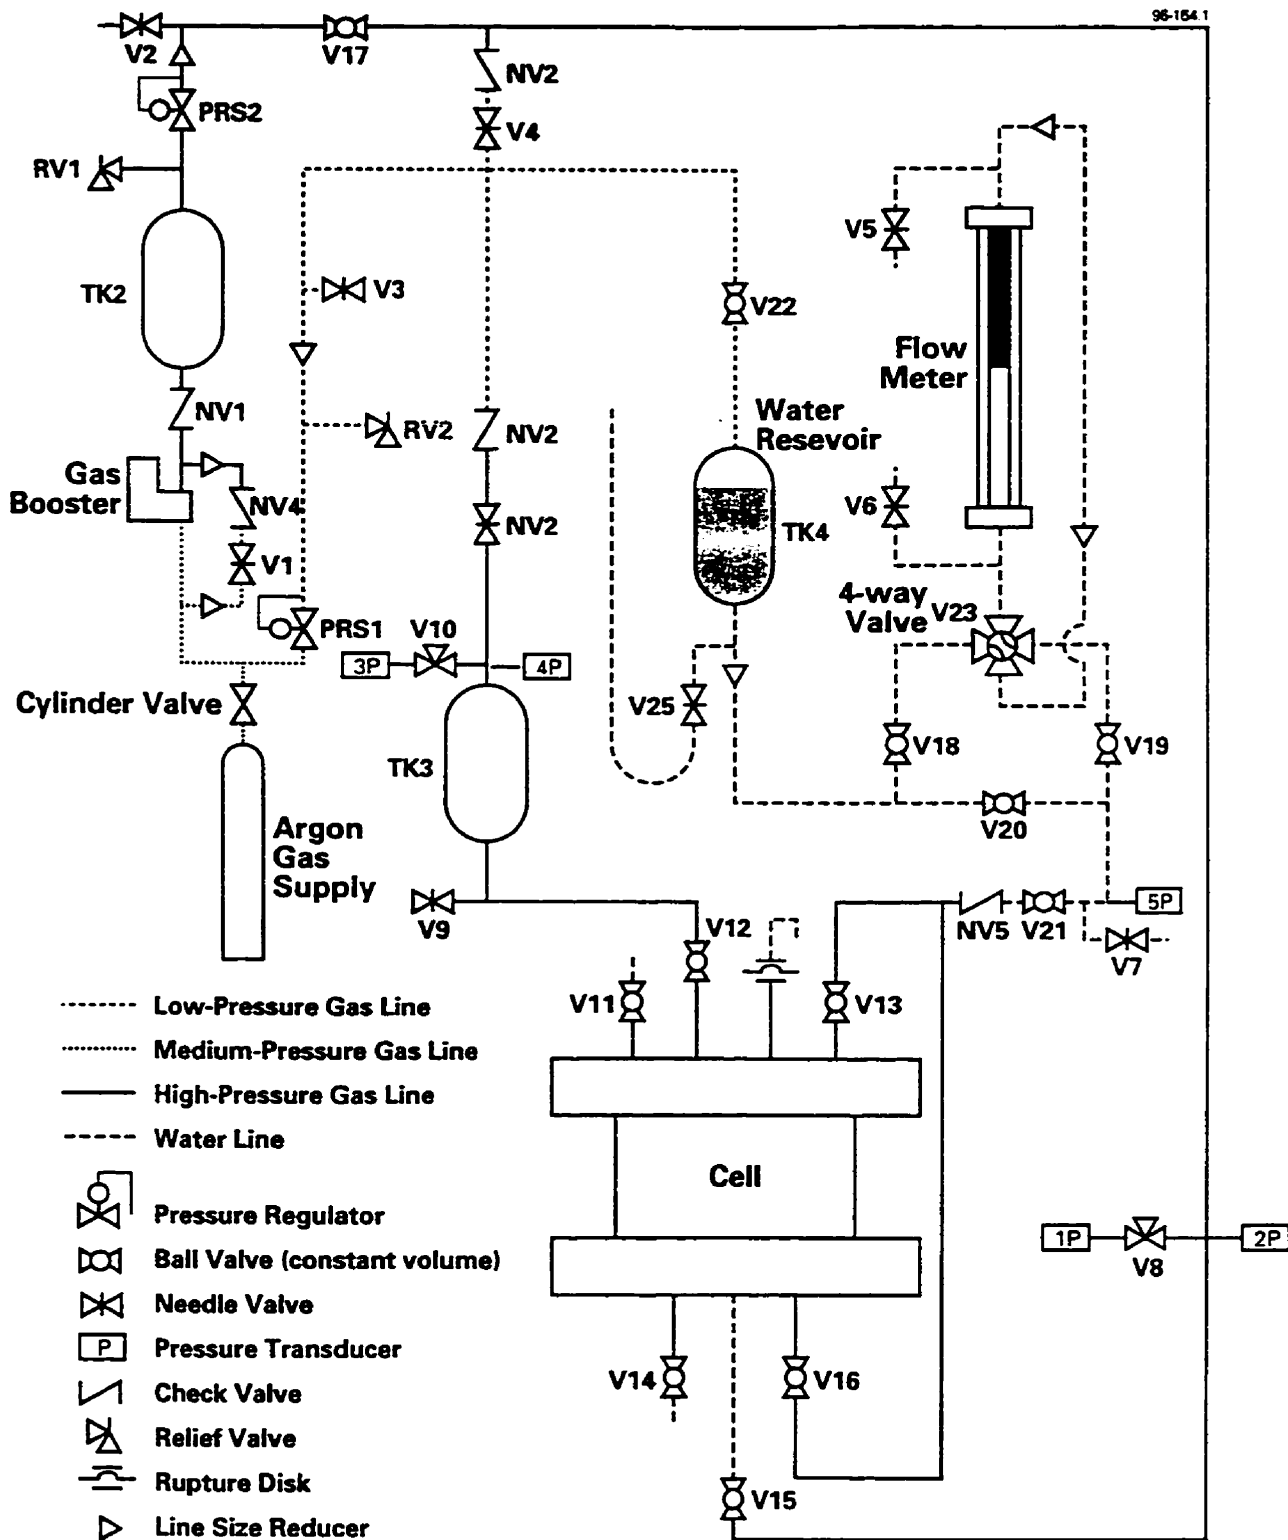 96-154.1
V2
V17
NV2
PRS2
V4
RV1
V5
TK2
V3
V22
Flow
Meter
NV1
Water
Resevoir
RV2
NV2
Gas
Booster
NV4
V6
NV2
TK4
V1
4-way
Valve
V23
PRS1
V10
3P
4P
Cylinder Valve
V25
V18
V19
TK3
V20
Argon
Gas
Supply
V9
V12
NV5
V21
5P
V7
V11
V13
Low-Pressure Gas Line
Medium-Pressure Gas Line
High-Pressure Gas Line
Water Line
Cell
Pressure Regulator
Ball Valve (constant volume)
Needle Valve
P Pressure Transducer
Check Valve
Relief Valve
Rupture Disk
Line Size Reducer
1P
V8
2P
V14
V16
V15